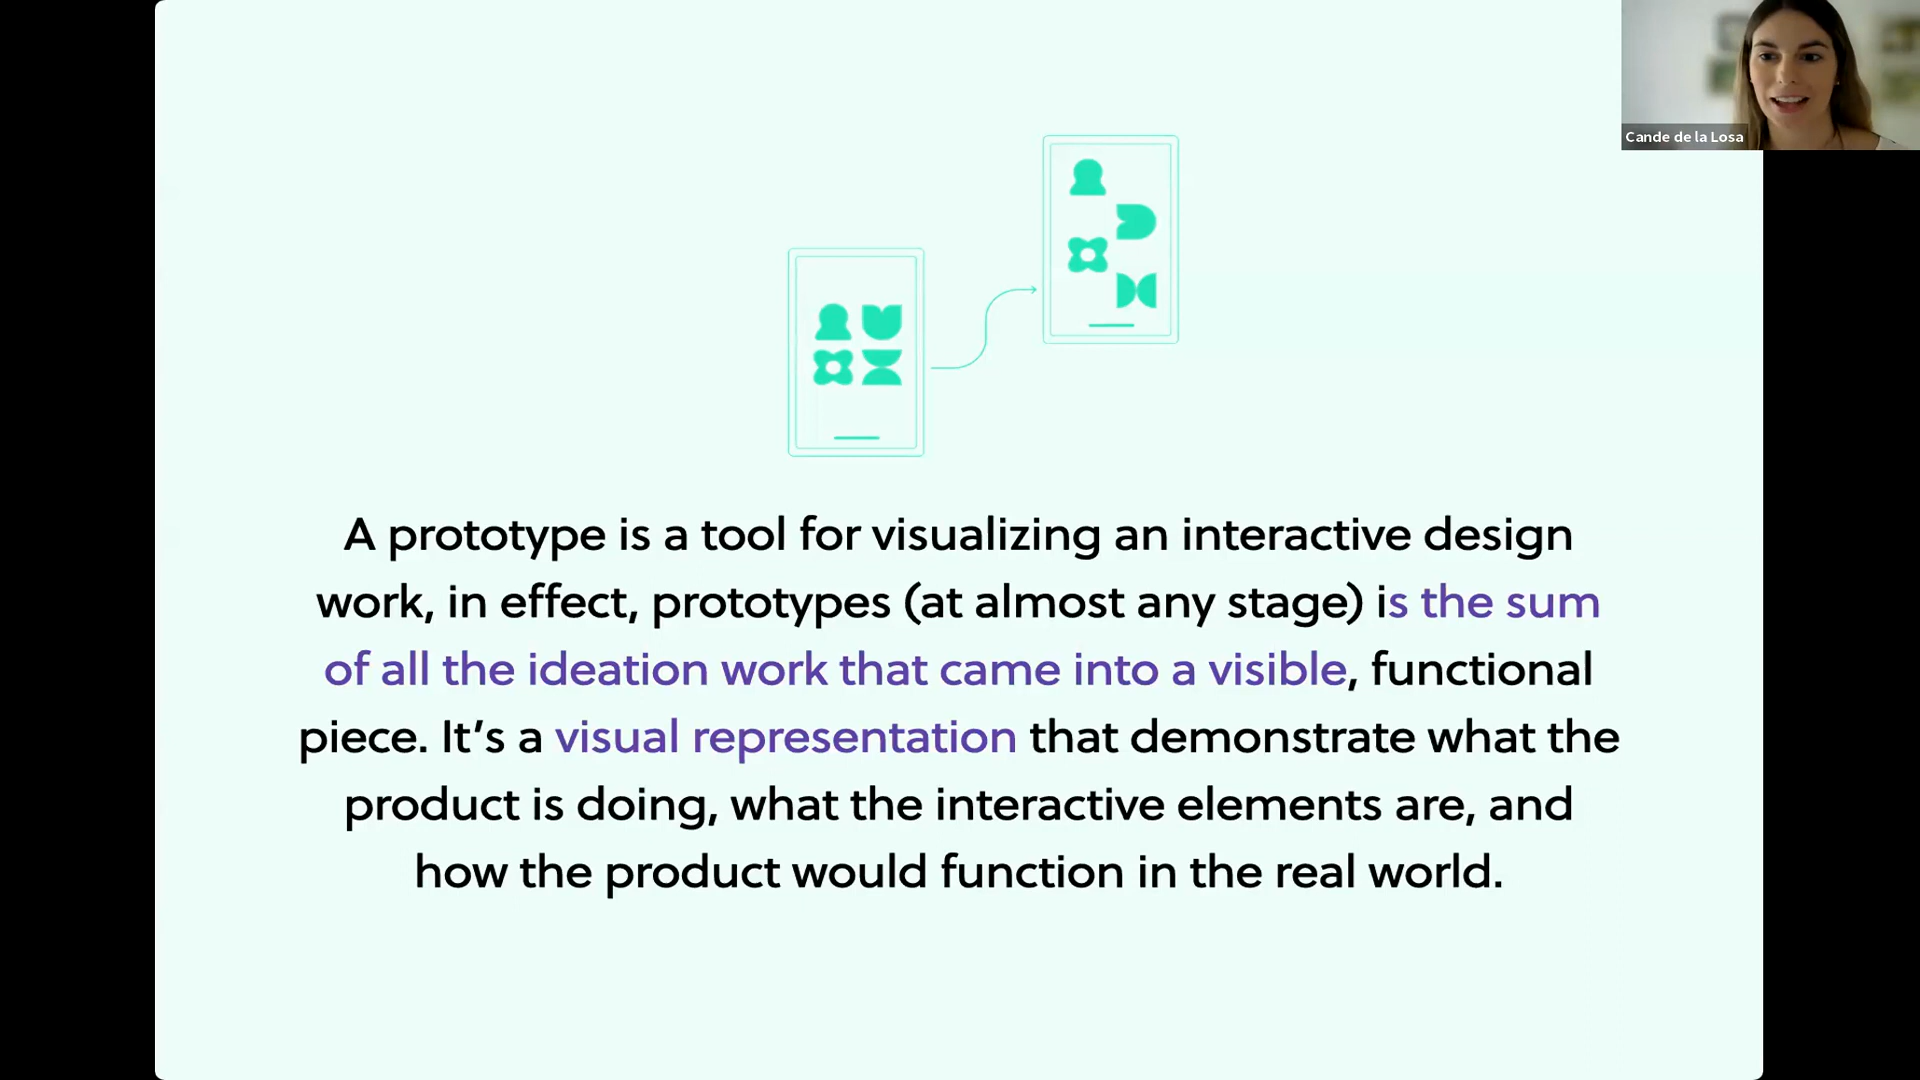 Cande de la Losa
A prototype is a tool for visualizing an interactive design
work, in effect, prototypes (at almost any stage) is the sum
of all the ideation work that came into a visible, functional
piece. It’s a visual representation that demonstrate what the
product is doing, what the interactive elements are, and
how the product would function in the real world.